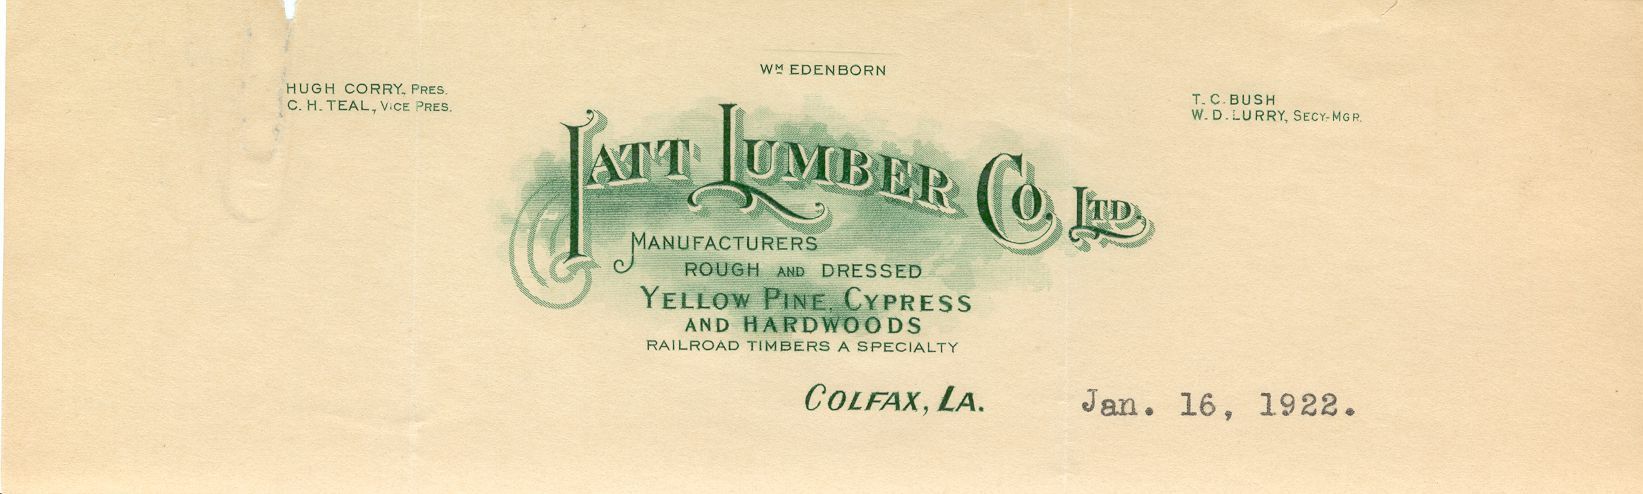 WM EDENBORN
HUGH CORRY, PRES.
C. H. TEAL, VICE PRES.
T. C. BUSH
W. D. LURRY, SECY-MGR.
IATT LUMBER CO. LTD.
MANUFACTURERS
ROUGH AND DRESSED
YELLOW PINE, CYPRESS
AND HARDWOODS
RAILROAD TIMBERS A SPECIALTY
COLFAX, LA. Jan. 16, 1922.